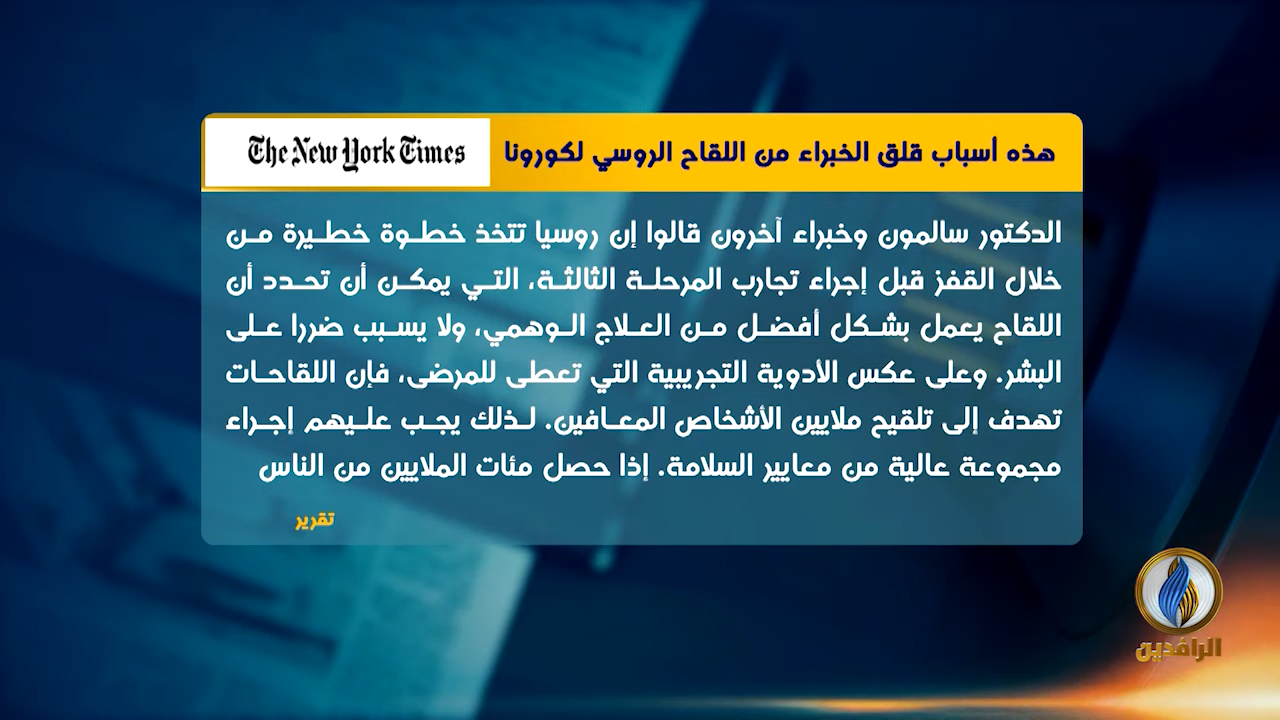 هذه أسباب قلق الخبراء من اللقاح الروسي لكورونا
The New York Times
الدكتور سالمون وخبراء آخرون قالوا إن روسيا تتخذ خطوة خطيرة من
خلال القفز قبل إجراء تجارب المرحلة الثالثة، التي يمكن أن تحدد أن
اللقاح يعمل بشكل أفضل من العلاج الوهمي، ولا يسبب ضررا على
البشر. وعلى عكس الأدوية التجريبية التي تعطى للمرضى، فإن اللقاحات
تهدف إلى تلقيح ملايين الأشخاص المعافين. لذلك يجب عليهم إجراء
مجموعة عالية من معايير السلامة. إذا حصل مئات الملايين من الناس
تقرير
الرافدين